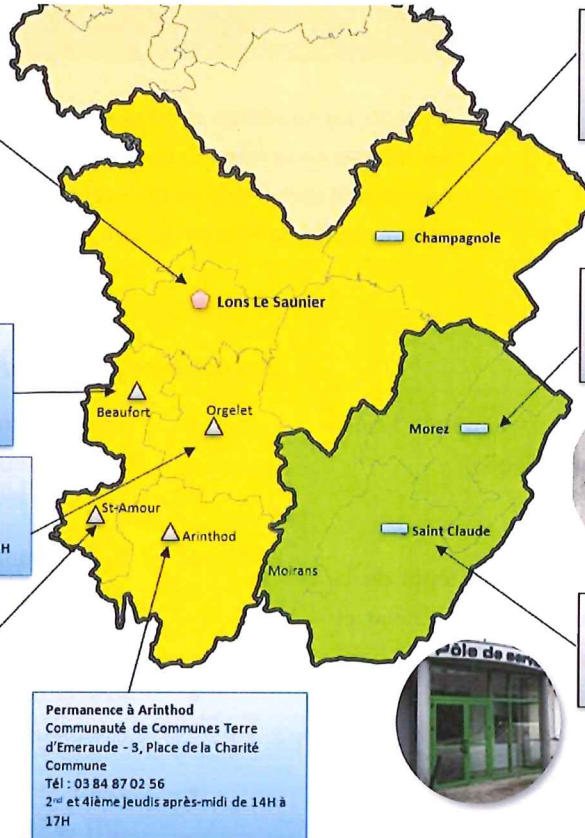 Champagnole
Lons Le Saunier
Beaufort
Orgelet
Morez
H
St-Amour
Arinthod
Saint Claude
Moirans
Pôle de serv
Permanence à Arinthod
Communauté de Communes Terre
d'Emeraude - 3, Place de la Charité
Commune
Tél : 03 84 87 02 56
2nd et 4ième jeudis après-midi de 14H à
17H